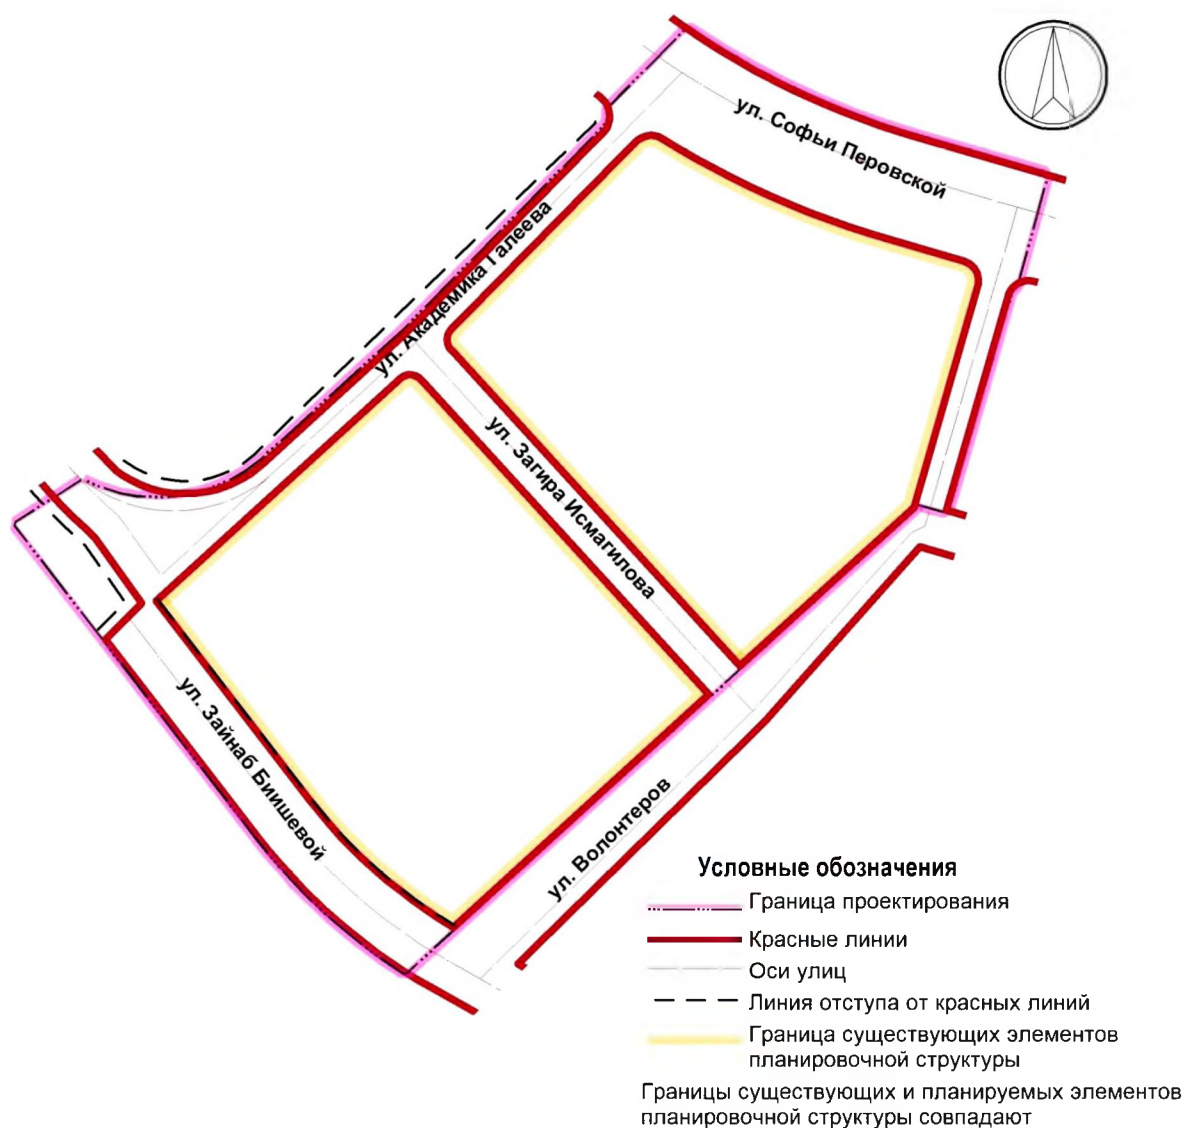 ул. Софьи Перовской
ул. Академика Галеева
ул. Загира Исмагилова
ул. Зайнаб Биишевой
ул. Волонтеров
Условные обозначения
Граница проектирования
Красные линии
Оси улиц
Линия отступа от красных линий
Граница существующих элементов
планировочной структуры
Границы существующих и планируемых элементов
планировочной структуры совпадают